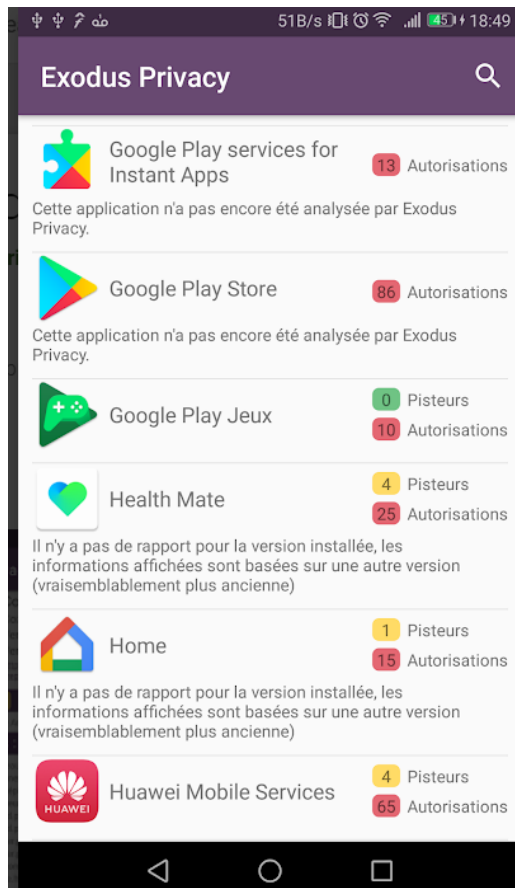 51B/s 45 18:49
Exodus Privacy
Google Play services for
Instant Apps
13 Autorisations
Cette application n'a pas encore été analysée par Exodus
Privacy.
Google Play Store
86 Autorisations
Cette application n'a pas encore été analysée par Exodus
Privacy.
Google Play Jeux
0 Pisteurs
10 Autorisations
Health Mate
4 Pisteurs
25 Autorisations
Il n'y a pas de rapport pour la version installée, les
informations affichées sont basées sur une autre version
(vraisemblablement plus ancienne)
Home
1 Pisteurs
15 Autorisations
Il n'y a pas de rapport pour la version installée, les
informations affichées sont basées sur une autre version
(vraisemblablement plus ancienne)
HUAWEI
Huawei Mobile Services
4 Pisteurs
65 Autorisations